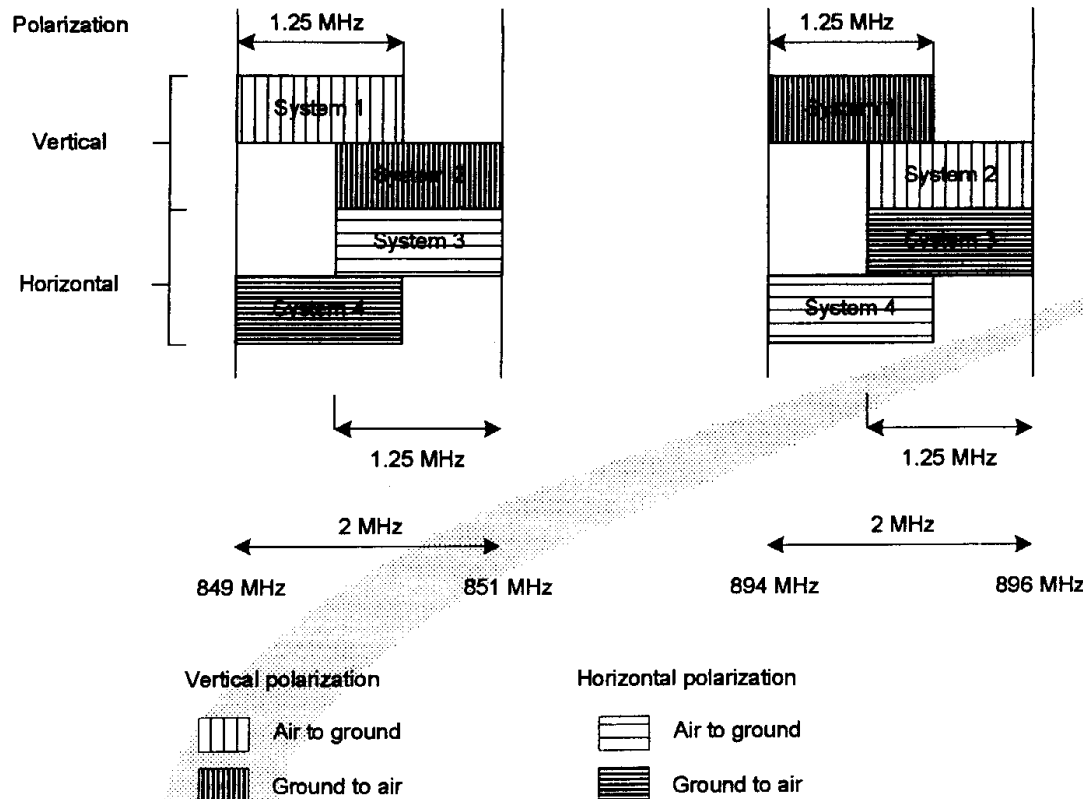 Polarization
1.25 MHz
1.25 MHz
System 1
System 1
Vertical
System 2
System 2
System 3
System 3
Horizontal
System 4
System 4
1.25 MHz
1.25 MHz
2 MHz
2 MHz
849 MHz
851 MHz
894 MHz
896 MHz
Vertical polarization
Horizontal polarization
Air to ground
Air to ground
Ground to air
Ground to air